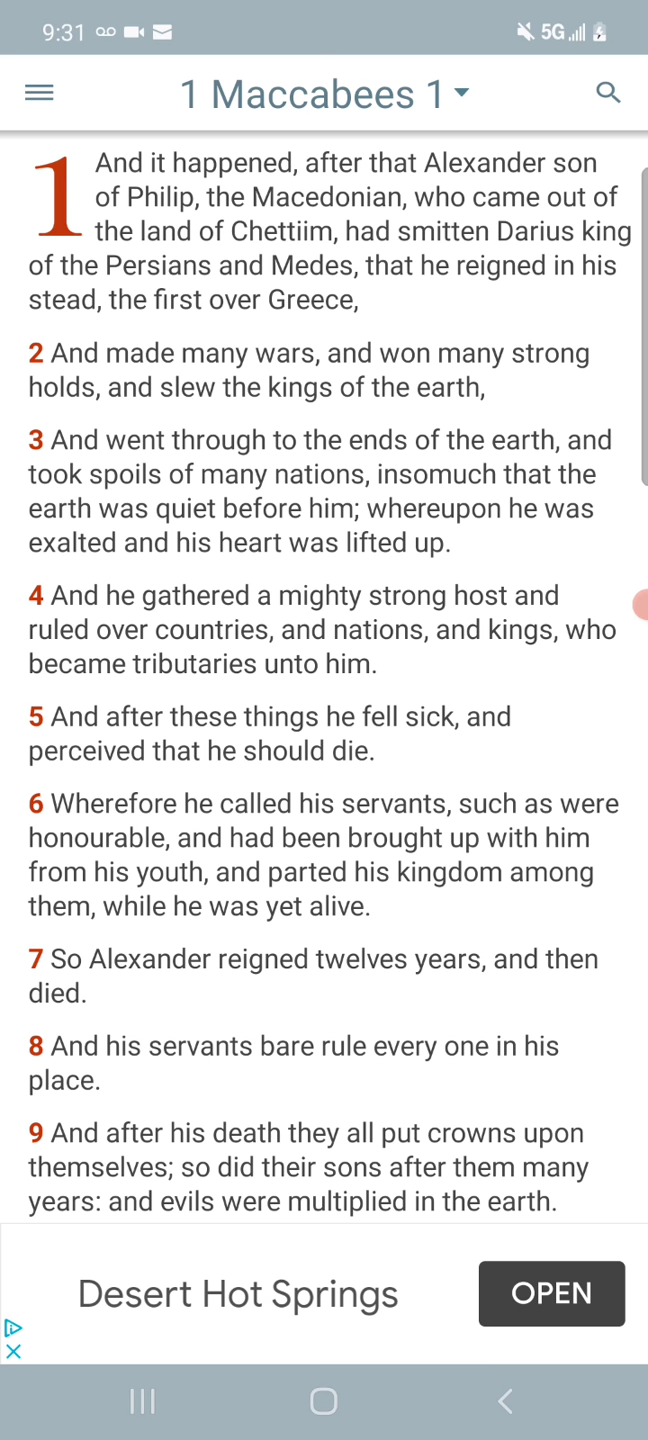 9:31 5G
1 Maccabees 1
1 And it happened, after that Alexander son
of Philip, the Macedonian, who came out of
the land of Chettiim, had smitten Darius king
of the Persians and Medes, that he reigned in his
stead, the first over Greece,
2 And made many wars, and won many strong
holds, and slew the kings of the earth,
3 And went through to the ends of the earth, and
took spoils of many nations, insomuch that the
earth was quiet before him; whereupon he was
exalted and his heart was lifted up.
4 And he gathered a mighty strong host and
ruled over countries, and nations, and kings, who
became tributaries unto him.
5 And after these things he fell sick, and
perceived that he should die.
6 Wherefore he called his servants, such as were
honourable, and had been brought up with him
from his youth, and parted his kingdom among
them, while he was yet alive.
7 So Alexander reigned twelves years, and then
died.
8 And his servants bare rule every one in his
place.
9 And after his death they all put crowns upon
themselves; so did their sons after them many
years: and evils were multiplied in the earth.
Desert Hot Springs OPEN